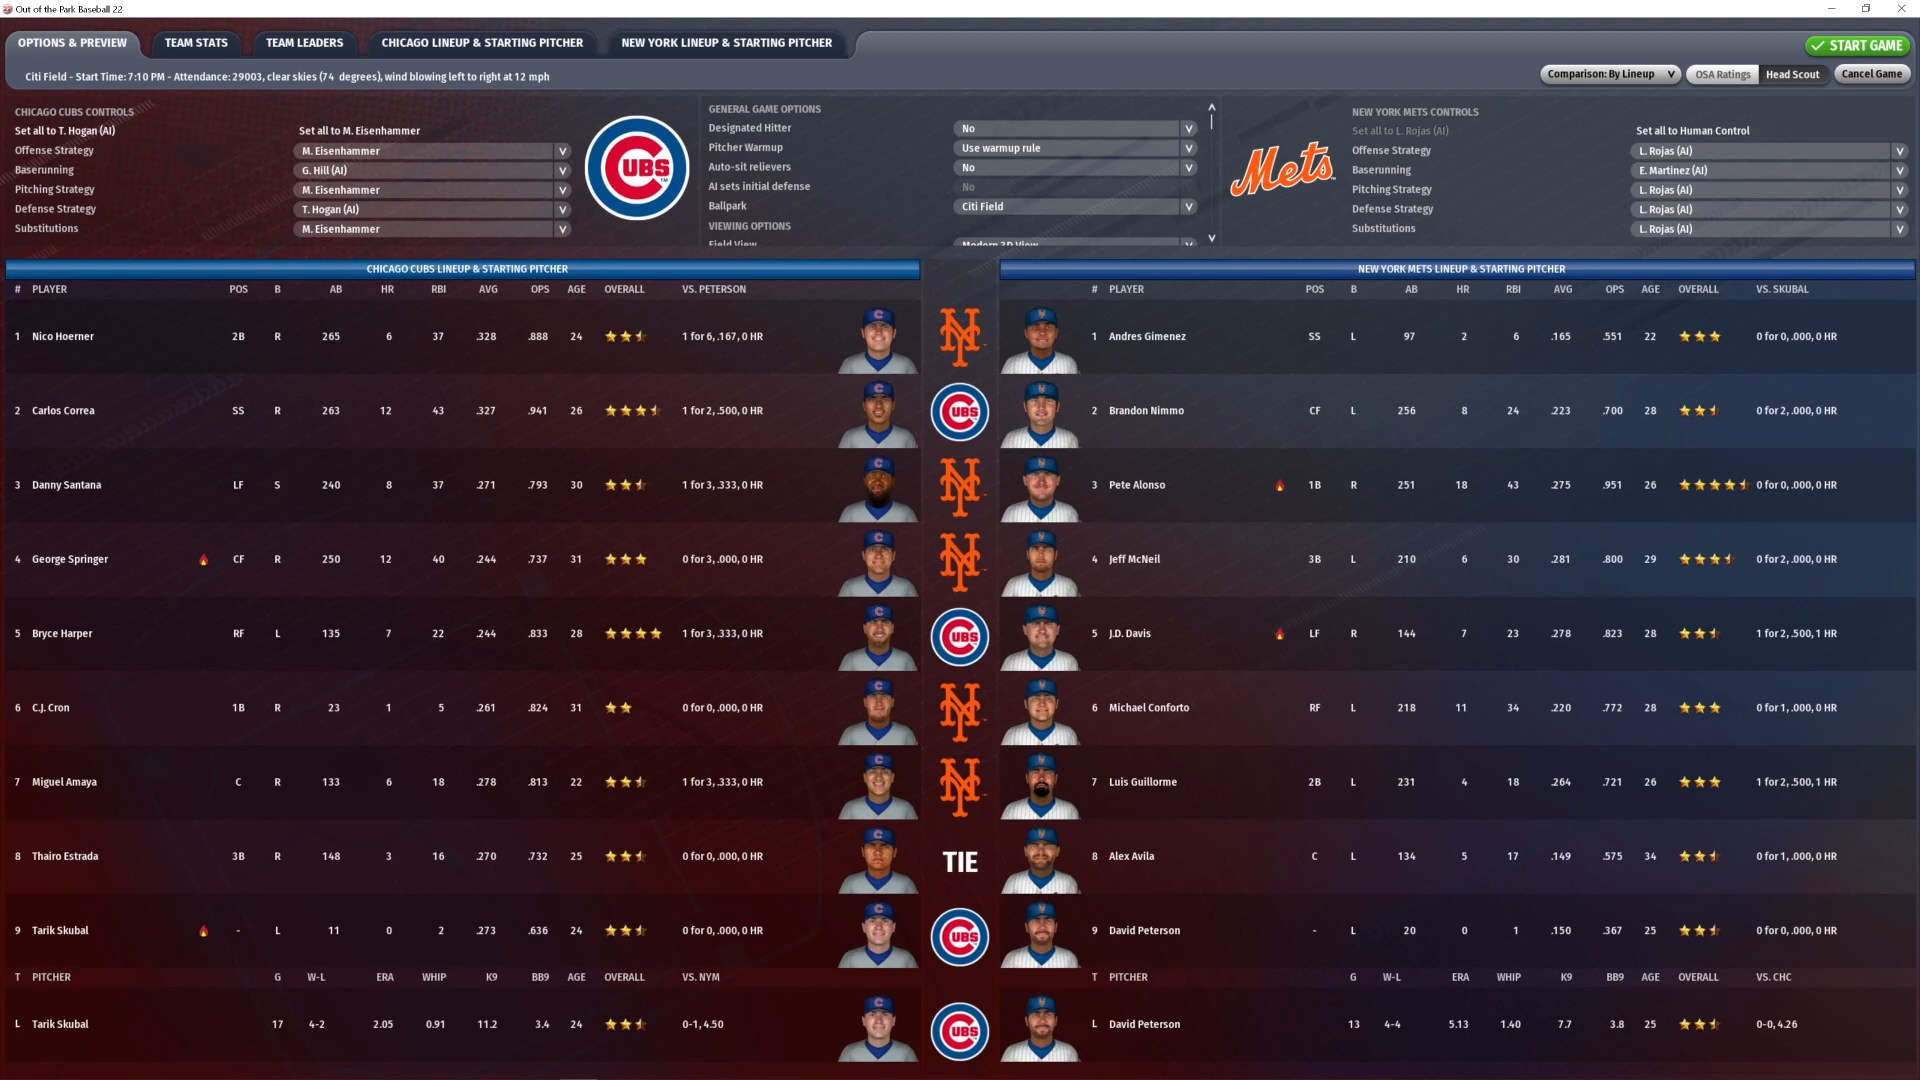 Out of the Park Baseball 22
OPTIONS & PREVIEW TEAM STATS TEAM LEADERS CHICAGO LINEUP & STARTING PITCHER NEW YORK LINEUP & STARTING PITCHER
START GAME
Citi Field - Start Time: 7:10 PM - Attendance: 29003, clear skies (74 degrees), wind blowing left to right at 12 mph
Comparison: By Lineup OSA Ratings Head Scout Cancel Game
CHICAGO CUBS CONTROLS
Set all to T. Hogan (AI) Set all to M. Eisenhammer
Offense Strategy M. Eisenhammer
Baserunning G. Hill (AI)
Pitching Strategy M. Eisenhammer
Defense Strategy T. Hogan (AI)
Substitutions M. Eisenhammer
CUBS
GENERAL GAME OPTIONS
Designated Hitter No
Pitcher Warmup Use warmup rule
Auto-sit relievers No
AI sets initial defense No
Ballpark Citi Field
VIEWING OPTIONS
Field View Modern 3D View
Mets
NEW YORK METS CONTROLS
Set all to L. Rojas (AI) Set all to Human Control
Offense Strategy L. Rojas (AI)
Baserunning E. Martinez (AI)
Pitching Strategy L. Rojas (AI)
Defense Strategy L. Rojas (AI)
Substitutions L. Rojas (AI)
CHICAGO CUBS LINEUP & STARTING PITCHER
# PLAYER POS B AB HR RBI AVG OPS AGE OVERALL VS. PETERSON
1 Nico Hoerner 2B R 265 6 37 .328 .888 24 1 for 6, .167, 0 HR
2 Carlos Correa SS R 263 12 43 .327 .941 26 1 for 2, .500, 0 HR
3 Danny Santana LF S 240 8 37 .271 .793 30 1 for 3, .333, 0 HR
4 George Springer CF R 250 12 40 .244 .737 31 0 for 3, .000, 0 HR
5 Bryce Harper RF L 135 7 22 .244 .833 28 1 for 3, .333, 0 HR
6 C.J. Cron 1B R 23 1 5 .261 .824 31 0 for 0, .000, 0 HR
7 Miguel Amaya C R 133 6 18 .278 .813 22 1 for 3, .333, 0 HR
8 Thairo Estrada 3B R 148 3 16 .270 .732 25 0 for 0, .000, 0 HR
9 Tarik Skubal - L 11 0 2 .273 .636 24 0 for 0, .000, 0 HR
T PITCHER G W-L ERA WHIP K9 BB9 AGE OVERALL VS. NYM
L Tarik Skubal 17 4-2 2.05 0.91 11.2 3.4 24 0-1, 4.50
NY
CUBS
NY
NY
CUBS
NY
NY
TIE
CUBS
CUBS
NEW YORK METS LINEUP & STARTING PITCHER
# PLAYER POS B AB HR RBI AVG OPS AGE OVERALL VS. SKUBAL
1 Andres Gimenez SS L 97 2 6 .165 .551 22 0 for 0, .000, 0 HR
2 Brandon Nimmo CF L 256 8 24 .223 .700 28 0 for 2, .000, 0 HR
3 Pete Alonso 1B R 251 18 43 .275 .951 26 0 for 0, .000, 0 HR
4 Jeff McNeil 3B L 210 6 30 .281 .800 29 0 for 2, .000, 0 HR
5 J.D. Davis LF R 144 7 23 .278 .823 28 1 for 2, .500, 1 HR
6 Michael Conforto RF L 218 11 34 .220 .772 28 0 for 1, .000, 0 HR
7 Luis Guillorme 2B L 231 4 18 .264 .721 26 1 for 2, .500, 1 HR
8 Alex Avila C L 134 5 17 .149 .575 34 0 for 1, .000, 0 HR
9 David Peterson - L 20 0 1 .150 .367 25 0 for 0, .000, 0 HR
T PITCHER G W-L ERA WHIP K9 BB9 AGE OVERALL VS. CHC
L David Peterson 13 4-4 5.13 1.40 7.7 3.8 25 0-0, 4.26